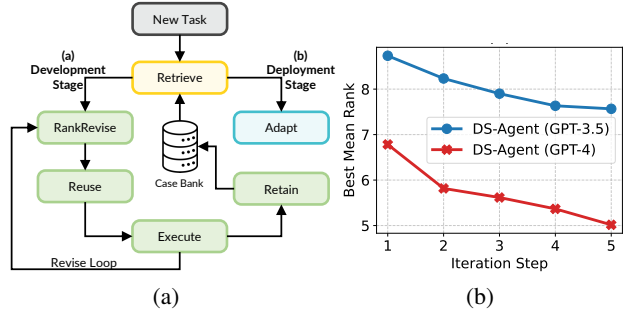 New Task
(a)
Development
Stage
Retrieve
(b)
Deployment
Stage
RankRevise
Adapt
Case Bank
Reuse
Retain
Execute
Revise Loop
(a)
Best Mean Rank
8
7
6
5
DS-Agent (GPT-3.5)
DS-Agent (GPT-4)
1 2 3 4 5
Iteration Step
(b)